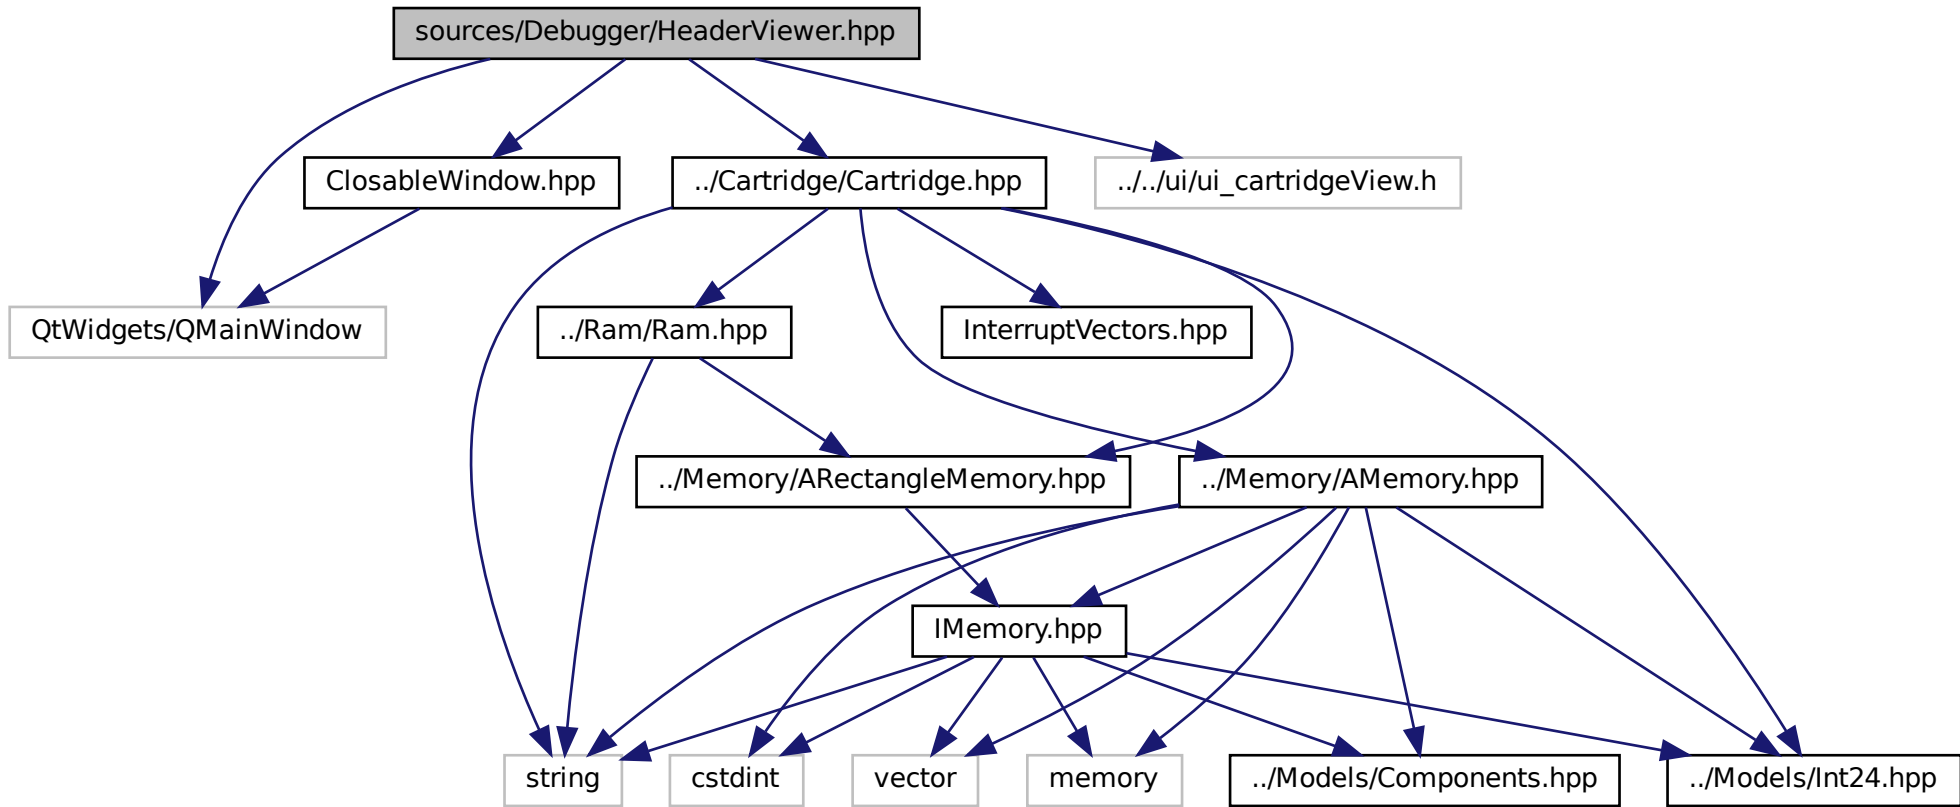 sources/Debugger/HeaderViewer.hpp
ClosableWindow.hpp
../Cartridge/Cartridge.hpp
../../ui/ui_cartridgeView.h
QtWidgets/QMainWindow
../Ram/Ram.hpp
InterruptVectors.hpp
../Memory/ARectangleMemory.hpp
../Memory/AMemory.hpp
IMemory.hpp
string
cstdint
vector
memory
../Models/Components.hpp
../Models/Int24.hpp